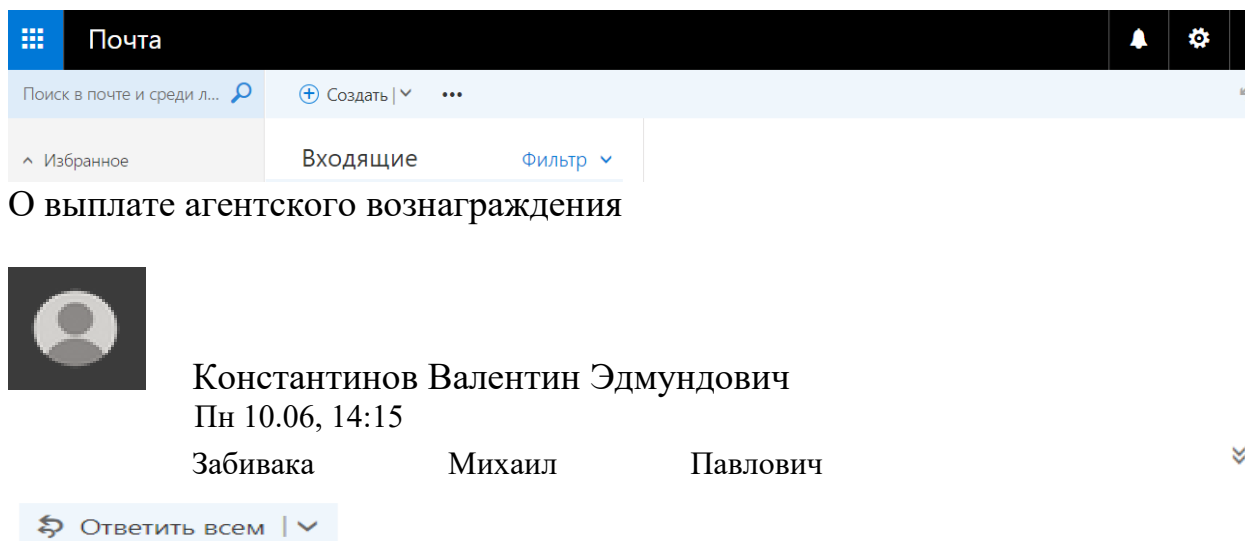 Почта
Поиск в почте и среди л... Создать | •••
Избранное Входящие Фильтр
О выплате агентского вознаграждения
Константинов Валентин Эдмундович
Пн 10.06, 14:15
Забивака Михаил Павлович
Ответить всем |